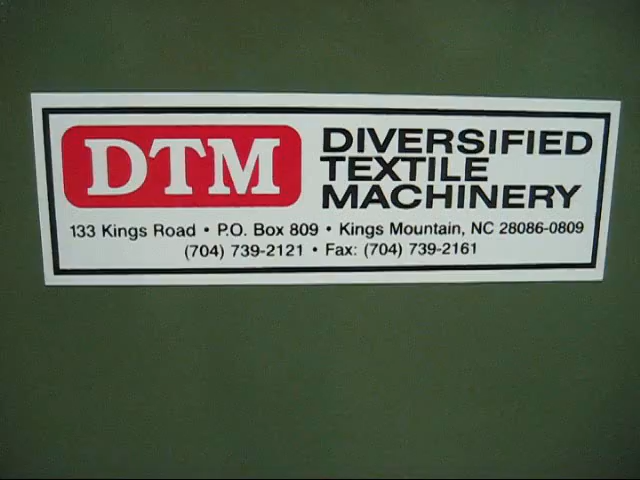 DTM
DIVERSIFIED
TEXTILE
MACHINERY
133 Kings Road • P.O. Box 809 • Kings Mountain, NC 28086-0809
(704) 739-2121 • Fax: (704) 739-2161